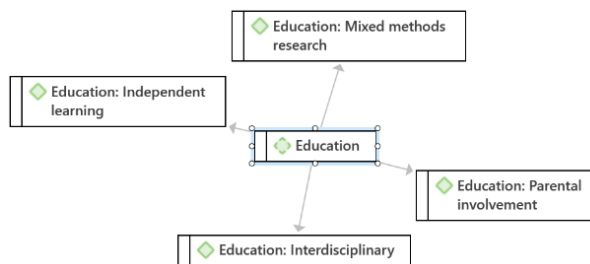 Education: Mixed methods
research
Education: Independent
learning
Education
Education: Parental
involvement
Education: Interdisciplinary